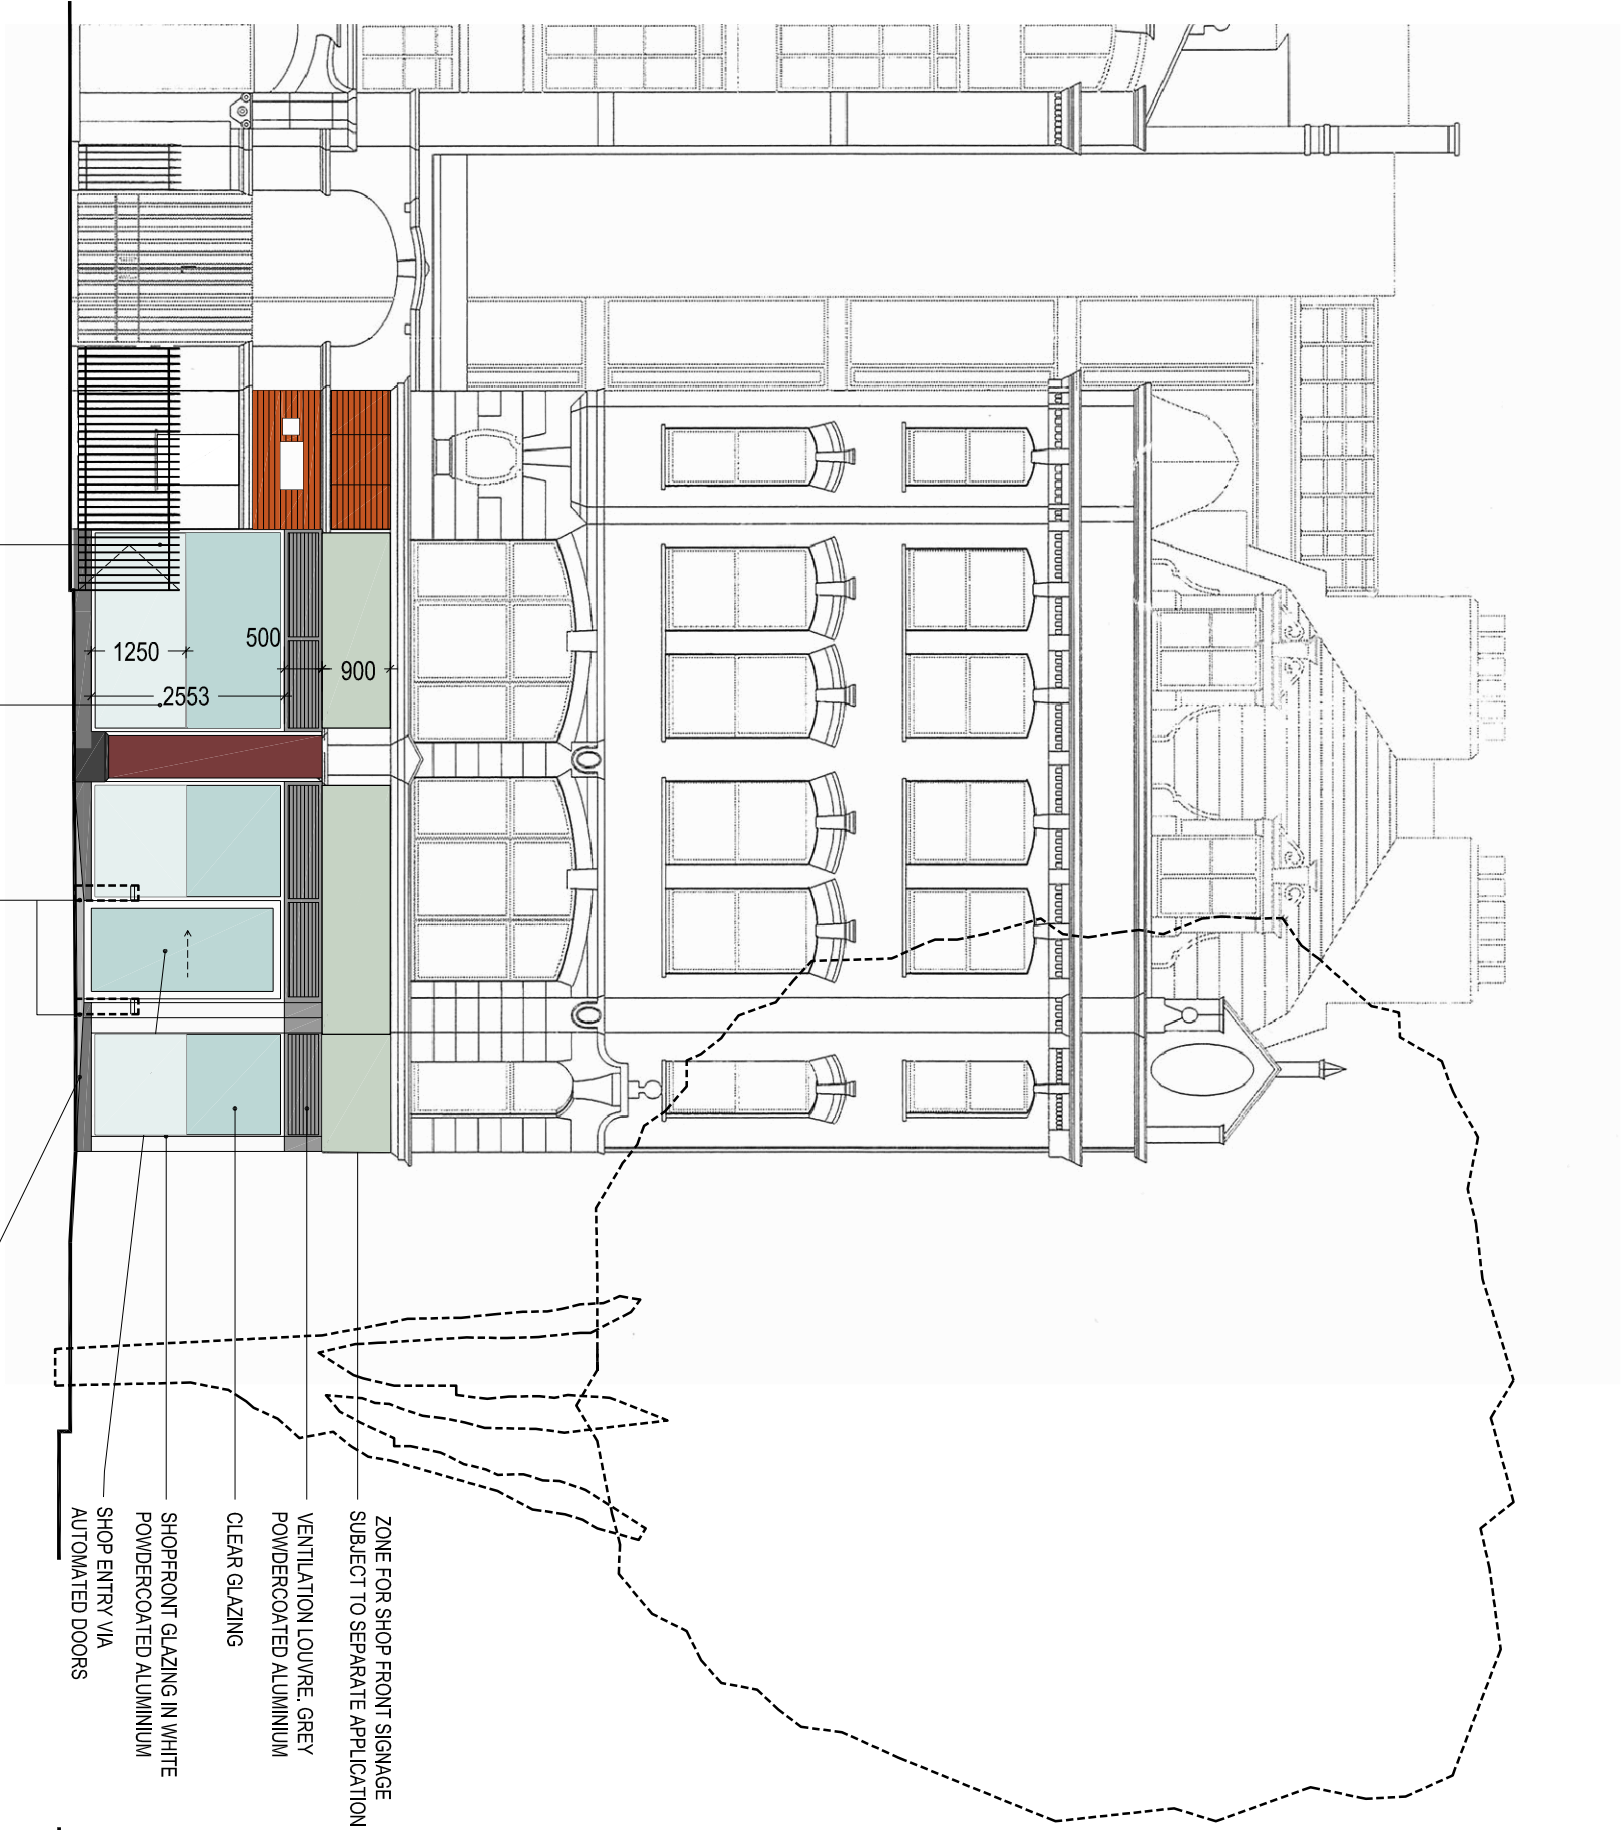 ZONE FOR SHOP FRONT SIGNAGE
SUBJECT TO SEPARATE APPLICATION
VENTILATION LOUVRE. GREY
POWDERCOATED ALUMINIUM
CLEAR GLAZING
SHOPFRONT GLAZING IN WHITE
POWDERCOATED ALUMINIUM
SHOP ENTRY VIA
AUTOMATED DOORS
500
1250
900
2553